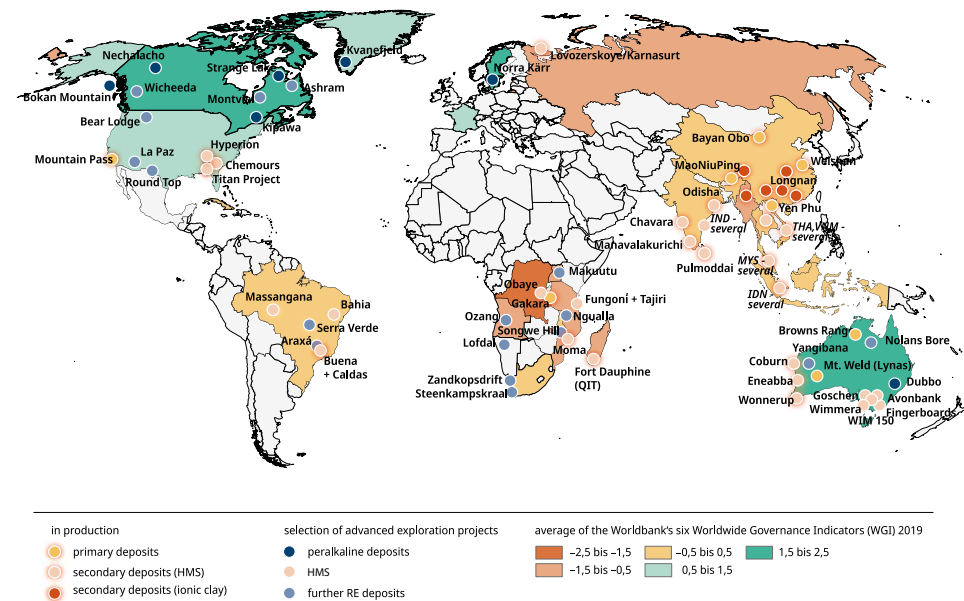 Nechalacho
Strange Lake
Kvanefjeld
Lovozerskoye/Karnasurt
Norra Kärr
Bokan Mountain
Wicheeda
Ashram
Montviel
Bear Lodge
Kipawa
Bayan Obo
Hyperion
Mountain Pass
La Paz
Chemours
MaoNiuPing
Weishan
Round Top
Titan Project
Longnan
Odisha
Yen Phu
Chavara
IND -
several
THA,VNM -
several
Manavalakurichi
Pulmoddai
MYS -
several
Makuutu
Obaye
IDN -
several
Massangana
Bahia
Gakara
Fungoni + Tajiri
Serra Verde
Ozango
Ngualla
Songwe Hill
Browns Range
Nolans Bore
Araxá
Lofdal
Moma
Yangibana
Buena
+ Caldas
Fort Dauphine
(QIT)
Coburn
Mt. Weld (Lynas)
Zandkopsdrift
Eneabba
Dubbo
Steenkampskraal
Wonnerup
Goschen
Avonbank
Wimmera
Fingerboards
WIM 150
in production
selection of advanced exploration projects
average of the Worldbank's six Worldwide Governance Indicators (WGI) 2019
primary deposits
peralkaline deposits
–2,5 bis –1,5
–0,5 bis 0,5
1,5 bis 2,5
secondary deposits (HMS)
HMS
–1,5 bis –0,5
0,5 bis 1,5
secondary deposits (ionic clay)
further RE deposits